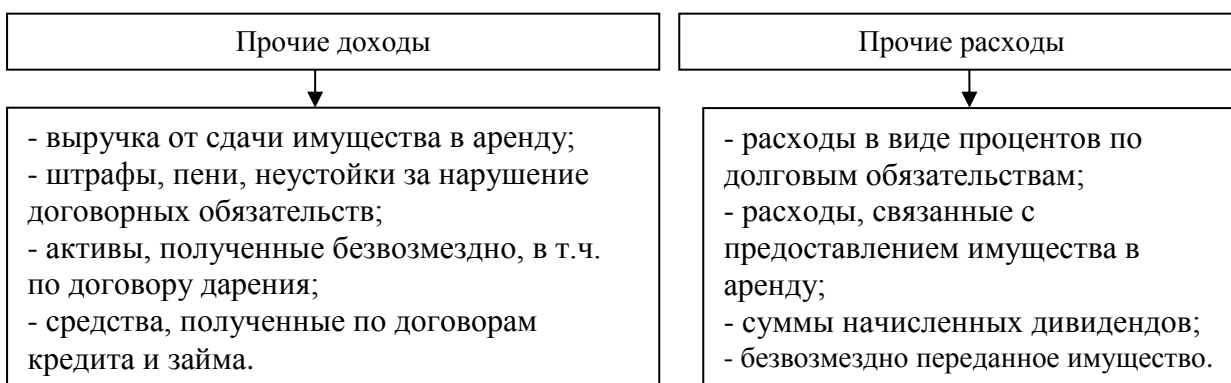 Прочие доходы
Прочие расходы
- выручка от сдачи имущества в аренду;
- штрафы, пени, неустойки за нарушение
договорных обязательств;
- активы, полученные безвозмездно, в т.ч.
по договору дарения;
- средства, полученные по договорам
кредита и займа.
- расходы в виде процентов по
долговым обязательствам;
- расходы, связанные с
предоставлением имущества в
аренду;
- суммы начисленных дивидендов;
- безвозмездно переданное имущество.